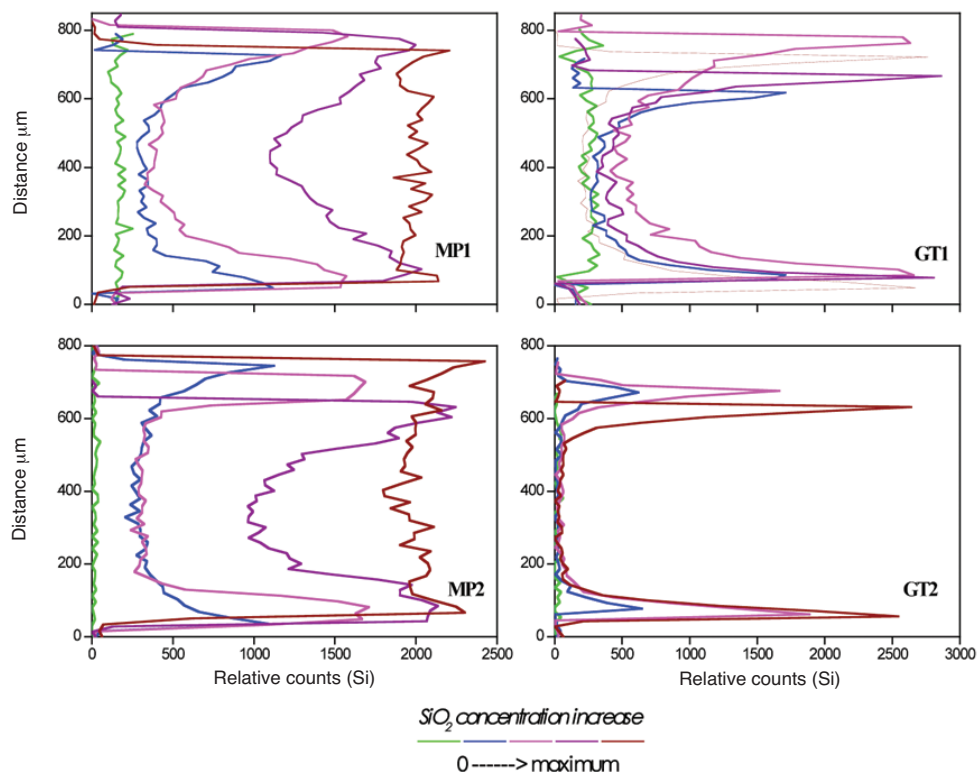 800
600
400
200
0
Distance μm
MP1
800
600
400
200
0
GT1
800
600
400
200
0
Distance μm
MP2
0 500 1000 1500 2000 2500
Relative counts (Si)
800
600
400
200
0
GT2
0 500 1000 1500 2000 2500 3000
Relative counts (Si)
SiO2 concentration increase
0 ------> maximum